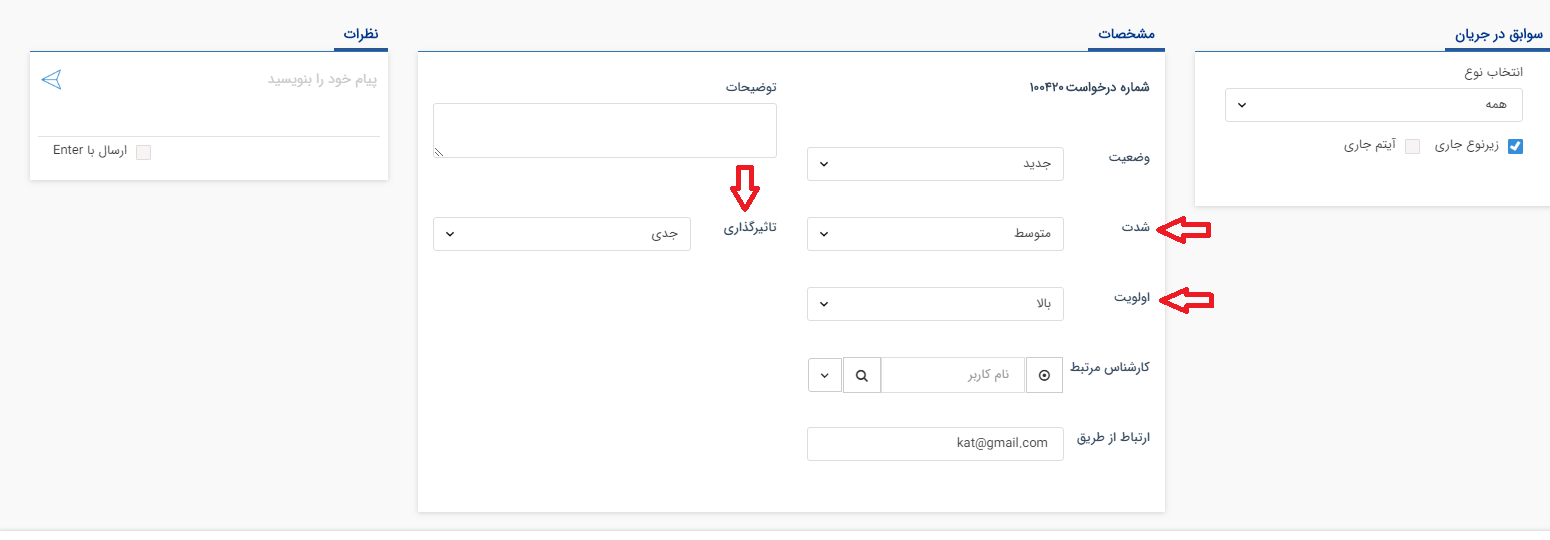 سوابق در جریان
انتخاب نوع
همه
زیرنوع جاری
آیتم جاری
مشخصات
شماره درخواست ۱۰۰۴۲۰
توضیحات
وضعیت
جدید
شدت
متوسط
تاثیرگذاری
جدی
اولویت
بالا
کارشناس مرتبط
نام کاربر
ارتباط از طریق
kat@gmail.com
نظرات
پیام خود را بنویسید
ارسال با Enter